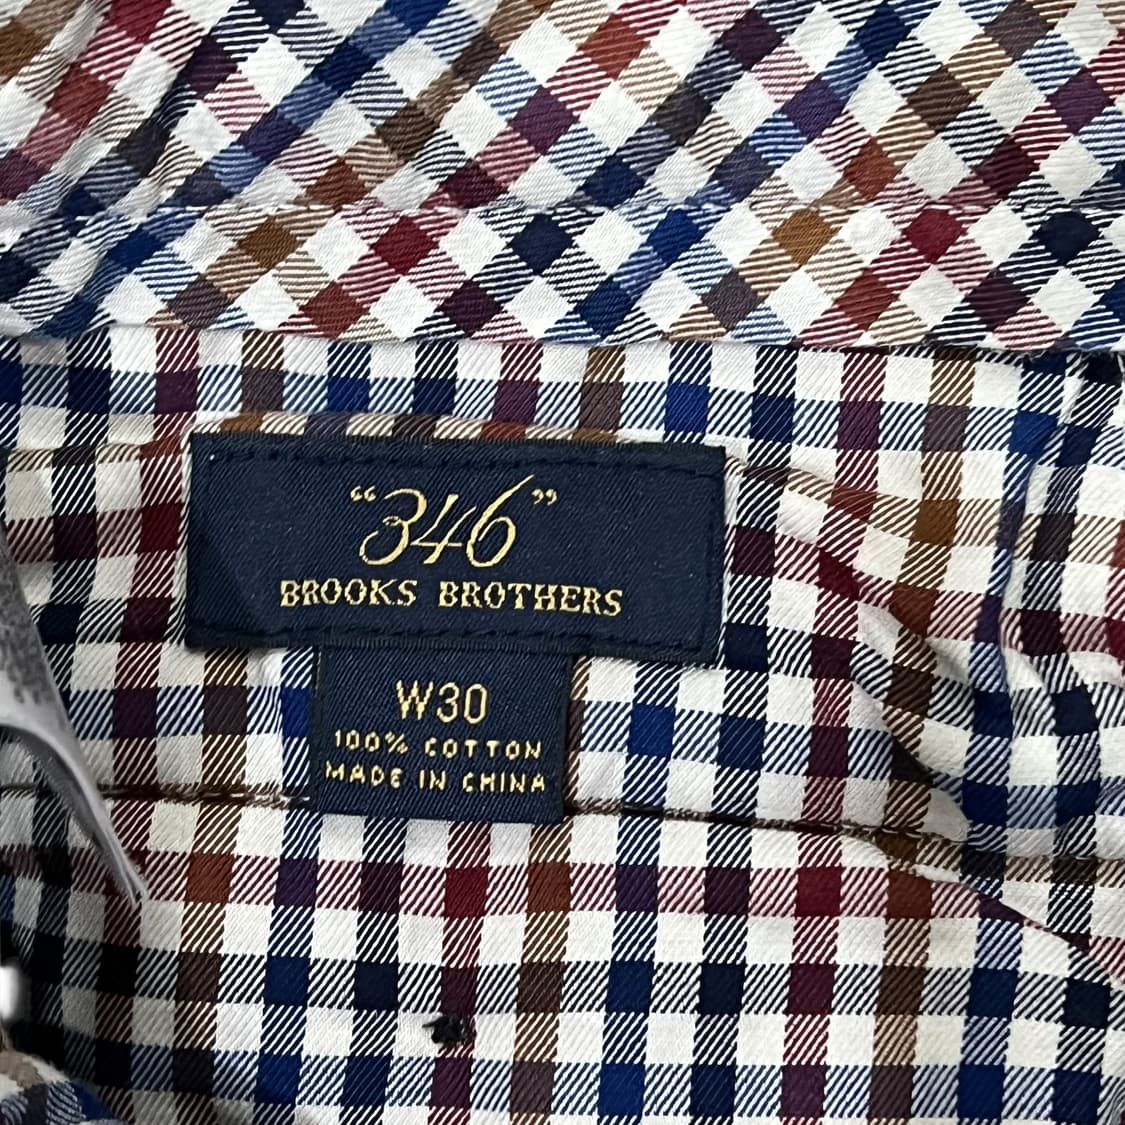 “346”
BROOKS BROTHERS
W30
100% COTTON
MADE IN CHINA